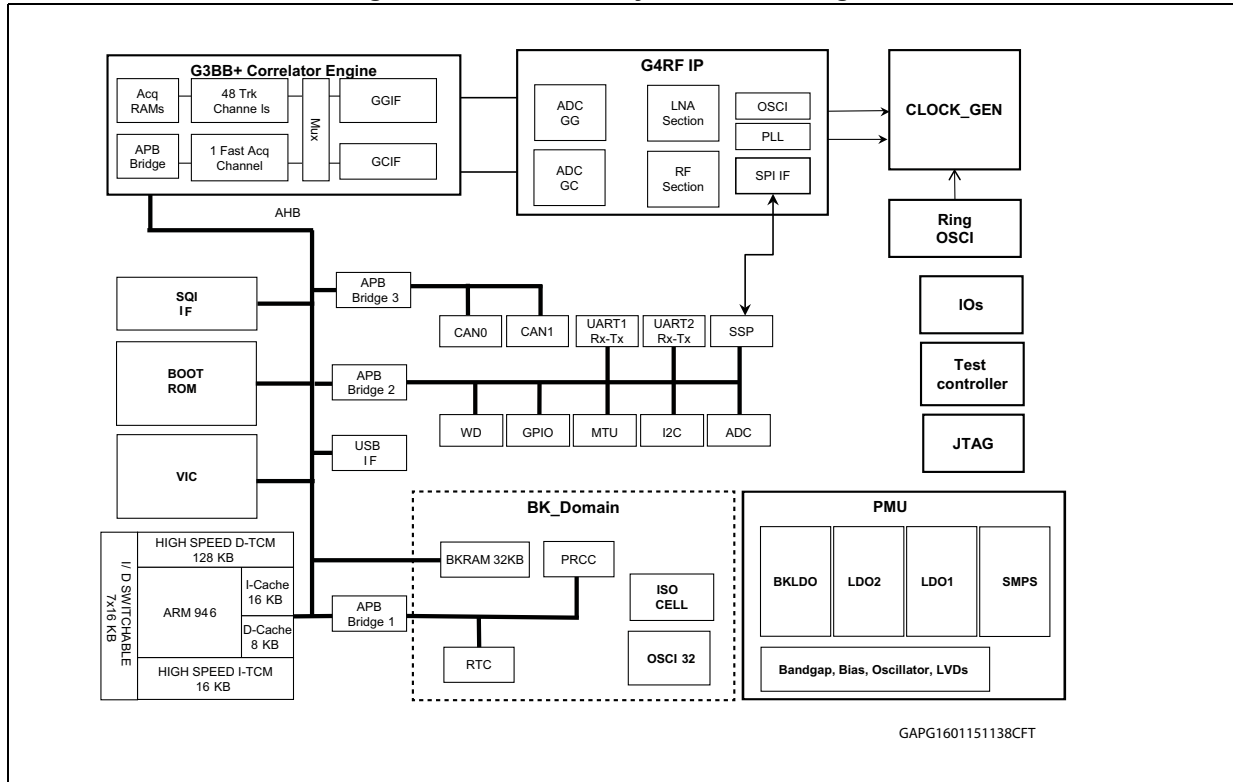 G3BB+ Correlator Engine
Acq
RAMs
48 Trk
Channe ls
Mux
GGIF
APB
Bridge
1 Fast Acq
Channel
GCIF
G4RF IP
ADC
GG
LNA
Section
OSCI
PLL
ADC
GC
RF
Section
SPI IF
CLOCK_GEN
Ring
OSCI
AHB
SQI
IF
APB
Bridge 3
CAN0
CAN1
UART1
Rx-Tx
UART2
Rx-Tx
SSP
IOs
BOOT
ROM
APB
Bridge 2
Test
controller
WD
GPIO
MTU
I2C
ADC
JTAG
VIC
USB
IF
BK_Domain
BKRAM 32KB
PRCC
ISO
CELL
APB
Bridge 1
RTC
OSCI 32
PMU
BKLDO
LDO2
LDO1
SMPS
Bandgap, Bias, Oscillator, LVDs
I/ D SWITCHABLE
7x16 KB
HIGH SPEED D-TCM
128 KB
ARM 946
I-Cache
16 KB
D-Cache
8 KB
HIGH SPEED I-TCM
16 KB
GAPG1601151138CFT